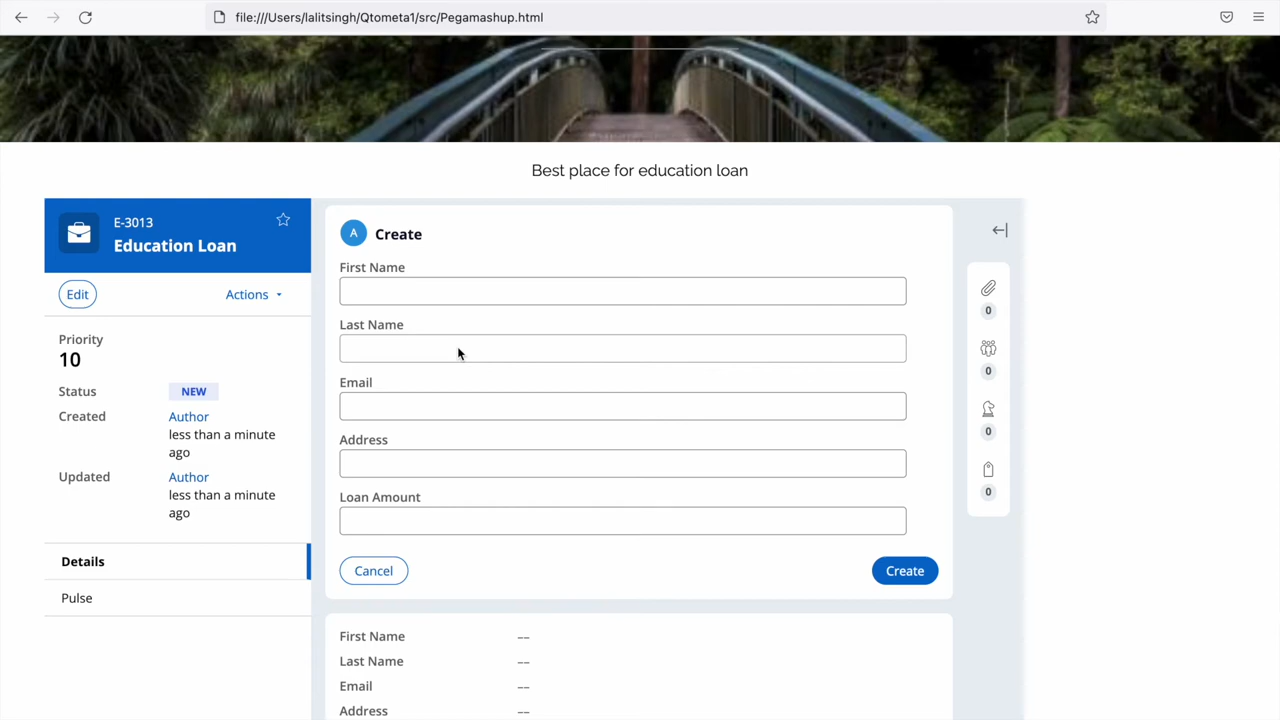 file:///Users/lalitsingh/Qtometa1/src/Pegamashup.html
Best place for education loan
E-3013
Education Loan
Edit
Actions
Priority
10
Status NEW
Created Author
less than a minute
ago
Updated Author
less than a minute
ago
Details
Pulse
A Create
First Name
Last Name
Email
Address
Loan Amount
Cancel
Create
First Name --
Last Name --
Email --
Address --
0
0
0
0